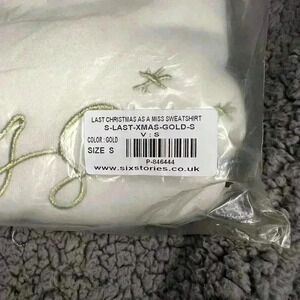 LAST CHRISTMAS AS A MISS SWEATSHIRT
S-LAST-XMAS-GOLD-S
V : S
COLOR : GOLD
SIZE S
P-846444
www.sixstories.co.uk